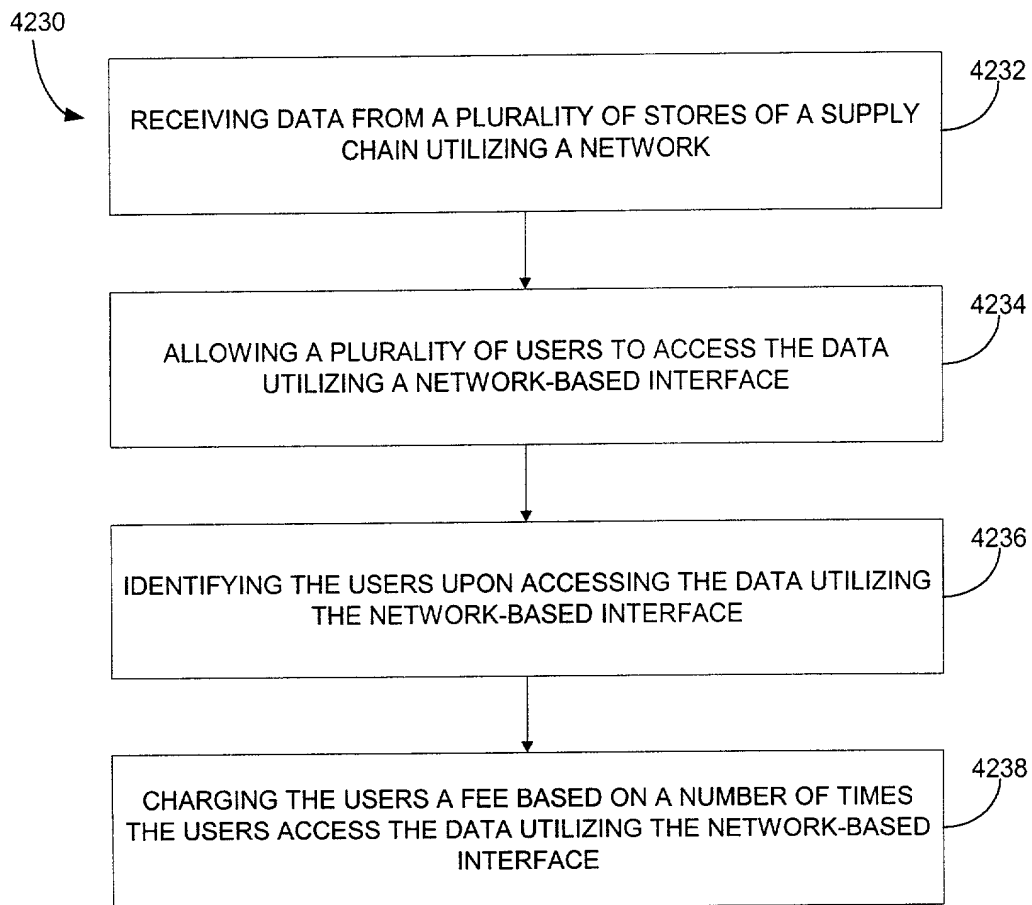 4230
4232
RECEIVING DATA FROM A PLURALITY OF STORES OF A SUPPLY
CHAIN UTILIZING A NETWORK
4234
ALLOWING A PLURALITY OF USERS TO ACCESS THE DATA
UTILIZING A NETWORK-BASED INTERFACE
4236
IDENTIFYING THE USERS UPON ACCESSING THE DATA UTILIZING
THE NETWORK-BASED INTERFACE
4238
CHARGING THE USERS A FEE BASED ON A NUMBER OF TIMES
THE USERS ACCESS THE DATA UTILIZING THE NETWORK-BASED
INTERFACE